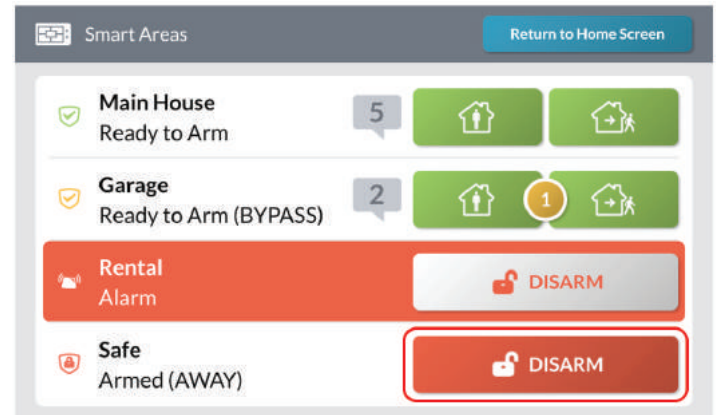 Smart Areas
Return to Home Screen
Main House
Ready to Arm
5
Garage
Ready to Arm (BYPASS)
2
1
Rental
Alarm
DISARM
Safe
Armed (AWAY)
DISARM